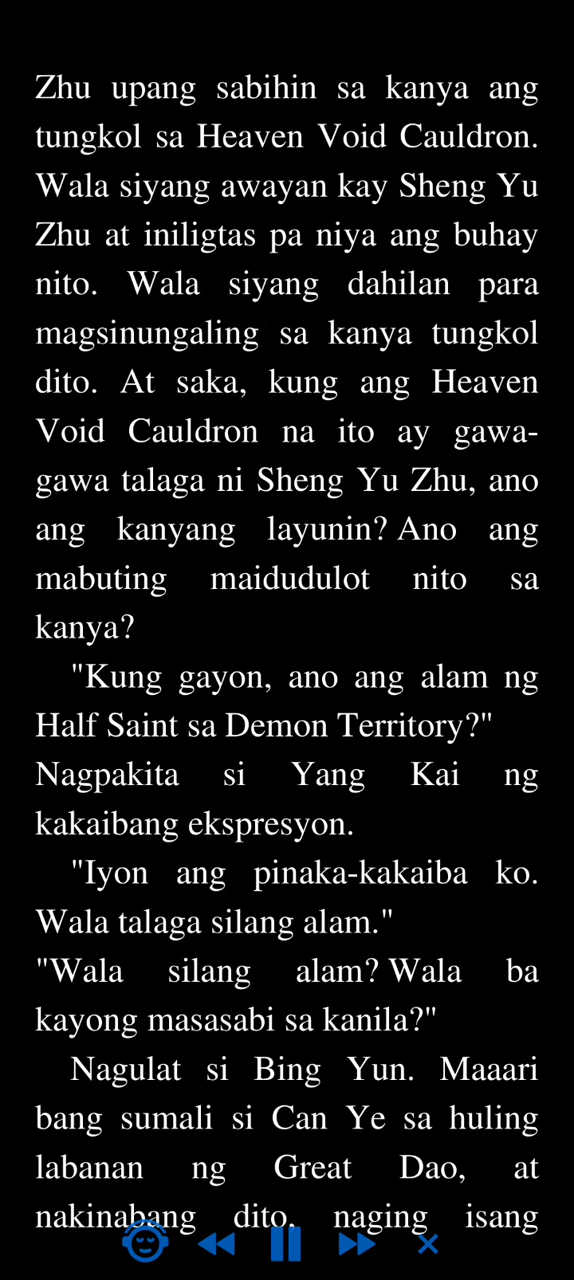 Zhu upang sabihin sa kanya ang
tungkol sa Heaven Void Cauldron.
Wala siyang awayan kay Sheng Yu
Zhu at iniligtas pa niya ang buhay
nito. Wala siyang dahilan para
magsinungaling sa kanya tungkol
dito. At saka, kung ang Heaven
Void Cauldron na ito ay gawa-
gawa talaga ni Sheng Yu Zhu, ano
ang kanyang layunin? Ano ang
mabuting maidudulot nito sa
kanya?
"Kung gayon, ano ang alam ng
Half Saint sa Demon Territory?"
Nagpakita si Yang Kai ng
kakaibang ekspresyon.
"Iyon ang pinaka-kakaiba ko.
Wala talaga silang alam."
"Wala silang alam? Wala ba
kayong masasabi sa kanila?"
Nagulat si Bing Yun. Maaari
bang sumali si Can Ye sa huling
labanan ng Great Dao, at
nakinabang dito, naging isang